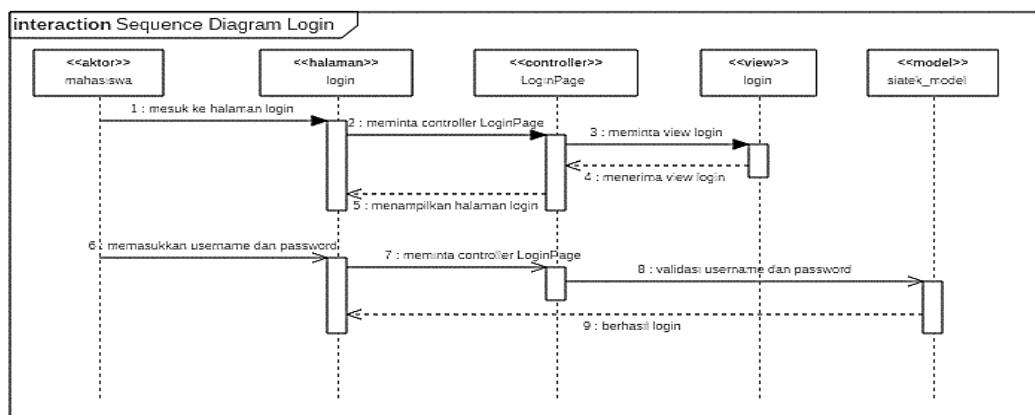 interaction Sequence Diagram Login
<<aktor>>
mahasiswa
<<halaman>>
login
<<controller>>
LoginPage
<<view>>
login
<<model>>
siatek_model
1 : mesuk ke halaman login
2 : meminta controller LoginPage
3 : meminta view login
4 : menerima view login
5 : menampilkan halaman login
6 : memasukkan username dan password
7 : meminta controller LoginPage
8 : validasi username dan password
9 : berhasil login